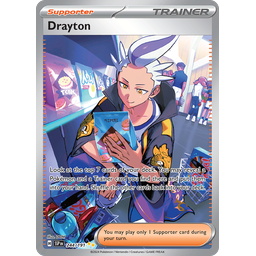 Supporter
TRAINER
Drayton
Look at the top 7 cards of your deck. You may reveal a
Pokémon and a Trainer card you find there and put them
into your hand. Shuffle the other cards back into your deck.
You may play only 1 Supporter card during
your turn.